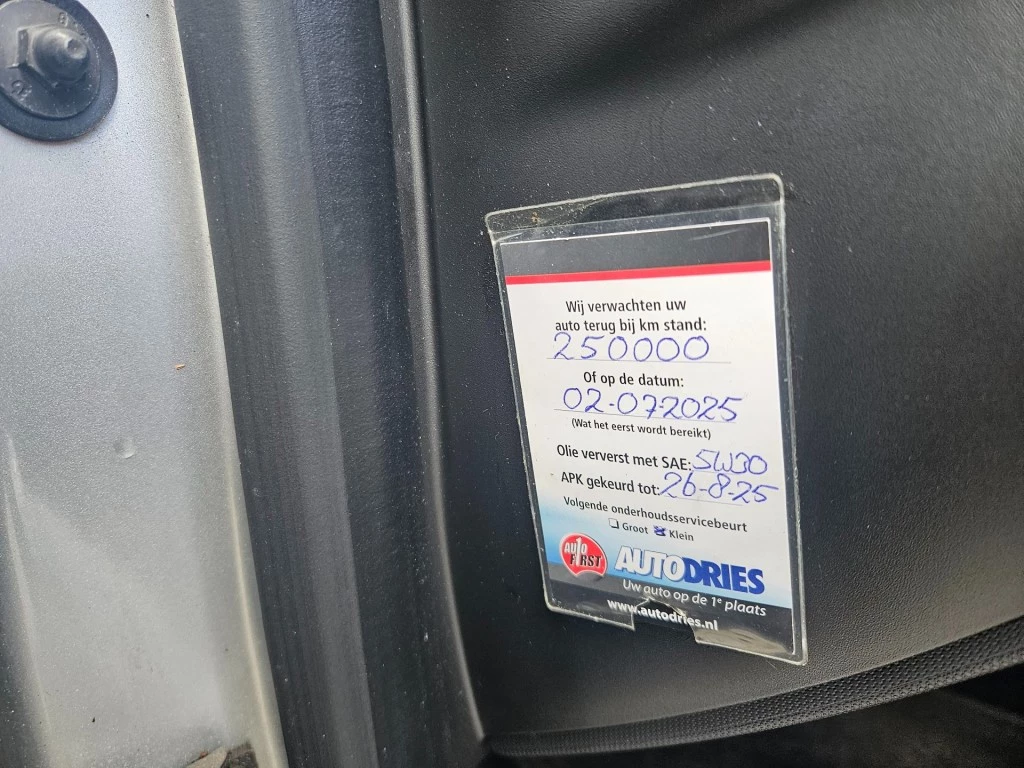 Wij verwachten uw
auto terug bij km stand:
250000
Of op de datum:
02-07-2025
(Wat het eerst wordt bereikt)
Olie ververst met SAE: 5W30
APK gekeurd tot: 26-8-25
Volgende onderhoudsservicebeurt
Groot Klein
AUTO FIRST
AUTODRIES
Uw auto op de 1e plaats
www.autodries.nl